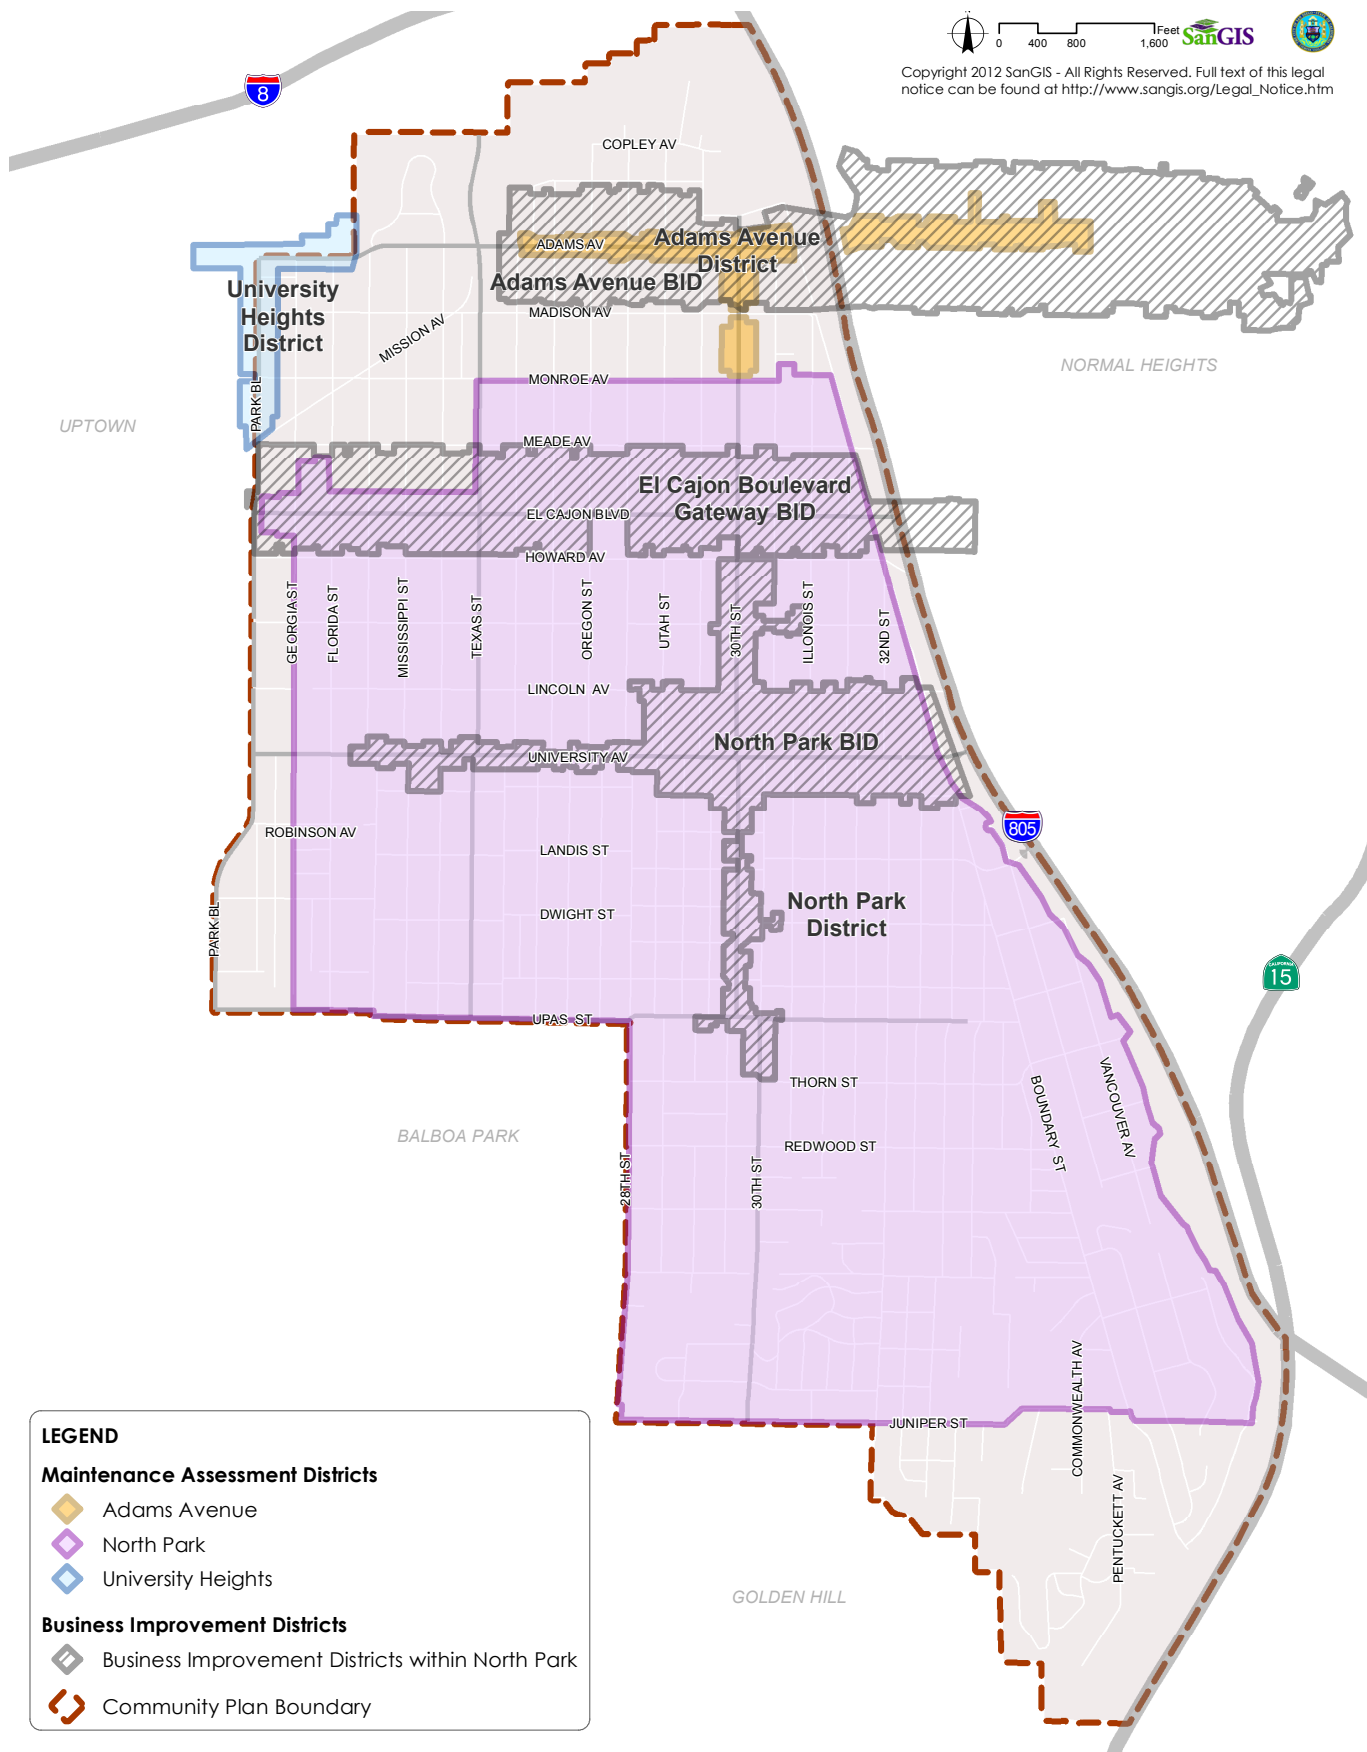 0 400 800 1,600 Feet
SanGIS
Copyright 2012 SanGIS - All Rights Reserved. Full text of this legal
notice can be found at http://www.sangis.org/Legal_Notice.htm
8
COPLEY AV
ADAMS AV
Adams Avenue
District
Adams Avenue BID
University
Heights
District
MADISON AV
MISSION AV
NORMAL HEIGHTS
MONROE AV
PARK BL
UPTOWN
MEADE AV
El Cajon Boulevard
Gateway BID
EL CAJON BLVD
HOWARD AV
GEORGIA ST
FLORIDA ST
MISSISSIPPI ST
TEXAS ST
OREGON ST
UTAH ST
30TH ST
ILLONOIS ST
32ND ST
LINCOLN AV
North Park BID
UNIVERSITY AV
805
ROBINSON AV
LANDIS ST
North Park
District
DWIGHT ST
PARK BL
CALIFORNIA
15
UPAS ST
THORN ST
BOUNDARY ST
VANCOUVER AV
BALBOA PARK
REDWOOD ST
28TH ST
30TH ST
COMMONWEALTH AV
JUNIPER ST
PENTUCKETT AV
GOLDEN HILL
LEGEND
Maintenance Assessment Districts
Adams Avenue
North Park
University Heights
Business Improvement Districts
Business Improvement Districts within North Park
Community Plan Boundary